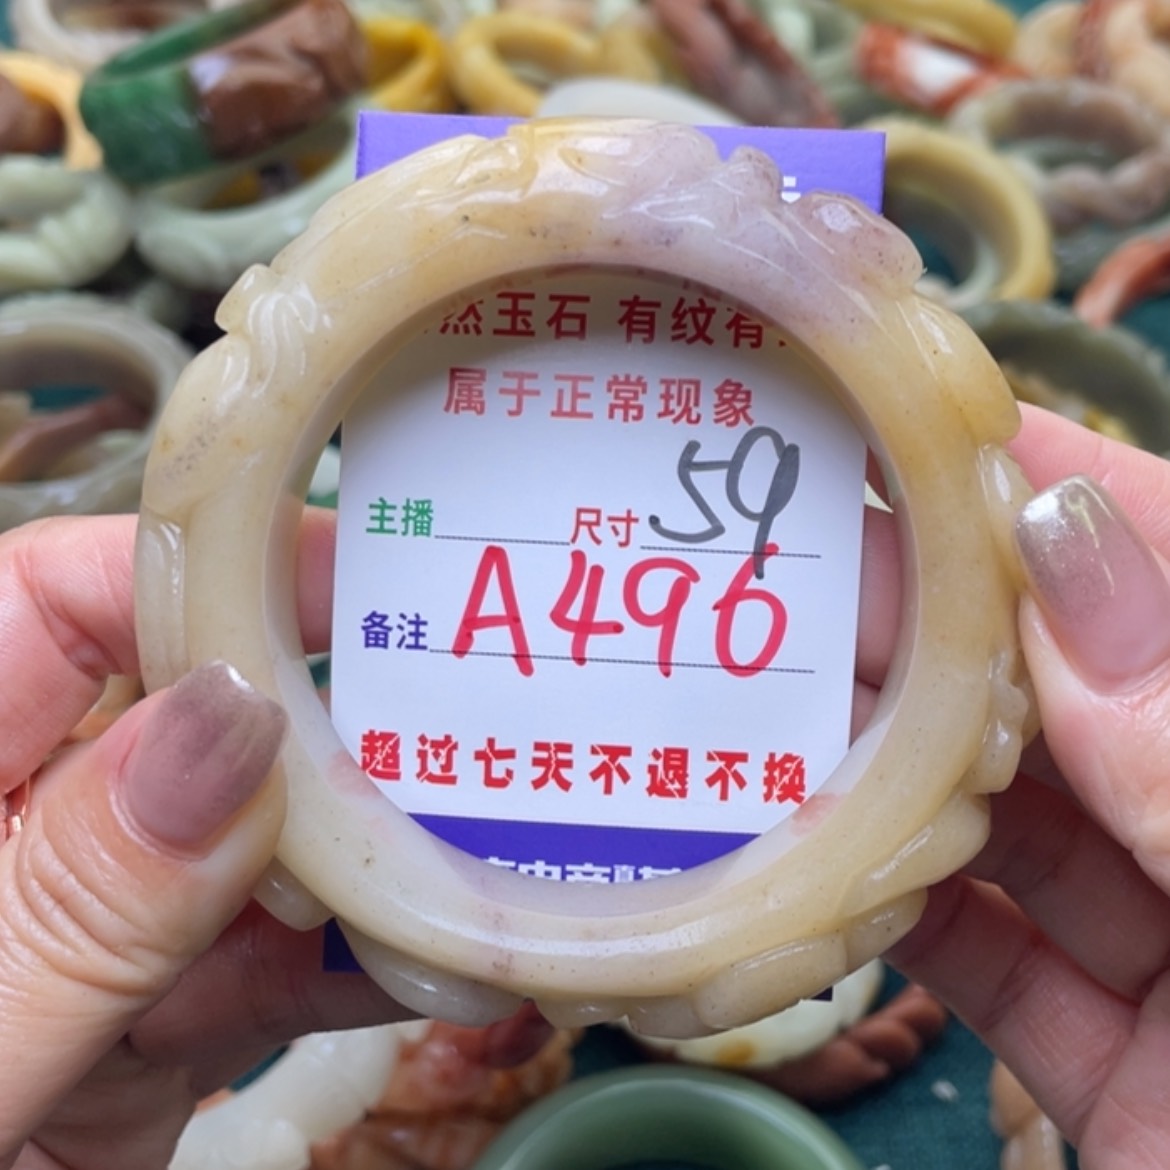 然玉石 有纹有
属于正常现象
主播 尺寸 59
备注 A496
超过七天不退不换